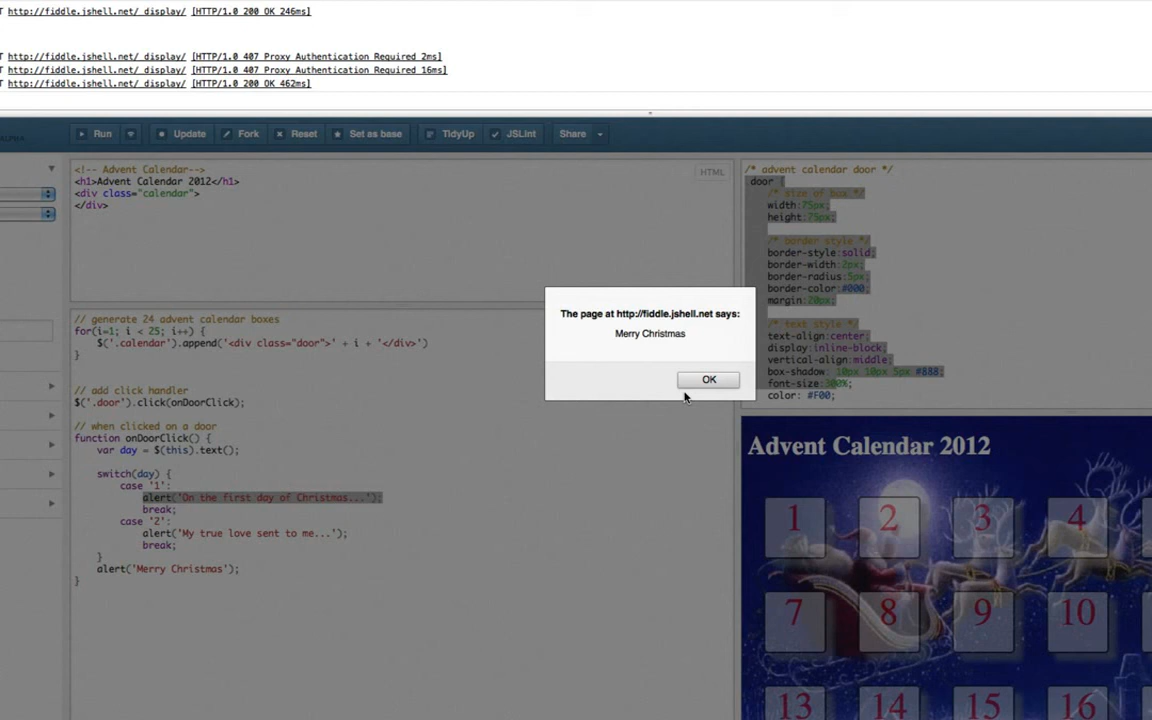 T http://fiddle.jshell.net/_display/ [HTTP/1.0 200 OK 246ms]
T http://fiddle.jshell.net/_display/ [HTTP/1.0 407 Proxy Authentication Required 2ms]
T http://fiddle.jshell.net/_display/ [HTTP/1.0 407 Proxy Authentication Required 16ms]
T http://fiddle.jshell.net/_display/ [HTTP/1.0 200 OK 462ms]
ALPHA
Run
Update
Fork
Reset
Set as base
TidyUp
JSLint
Share
<!-- Advent Calendar-->
<h1>Advent Calendar 2012</h1>
<div class="calendar">
</div>
HTML
// generate 24 advent calendar boxes
for(i=1; i < 25; i++) {
$('.calendar').append('<div class="door">' + i + '</div>')
}
// add click handler
$('.door').click(onDoorClick);
// when clicked on a door
function onDoorClick() {
var day = $(this).text();
switch(day) {
case '1':
alert('On the first day of Christmas...');
break;
case '2':
alert('My true love sent to me...');
break;
}
alert('Merry Christmas');
}
The page at http://fiddle.jshell.net says:
Merry Christmas
OK
/* advent calendar door */
door {
/* size of box */
width:75px;
height:75px;
/* border style */
border-style:solid;
border-width:2px;
border-radius:5px;
border-color:#000;
margin:20px;
/* text style */
text-align:center;
display:inline-block;
vertical-align:middle;
box-shadow: 10px 10px 5px #888;
font-size:300%;
color: #F00;
Advent Calendar 2012
1 2 3 4
7 8 9 10
13 14 15 16